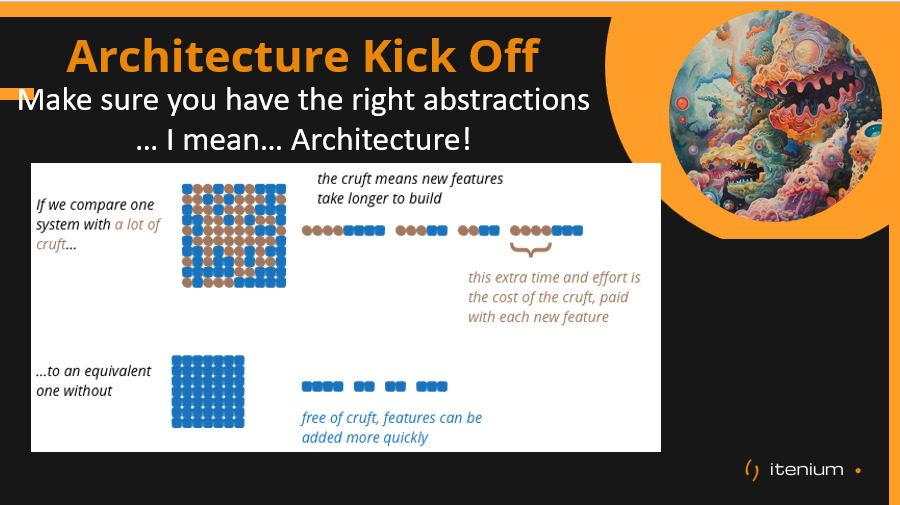 Architecture Kick Off
Make sure you have the right abstractions
... I mean... Architecture!
If we compare one
system with a lot of
cruft...
the cruft means new features
take longer to build
this extra time and effort is
the cost of the cruft, paid
with each new feature
...to an equivalent
one without
free of cruft, features can be
added more quickly
itenium